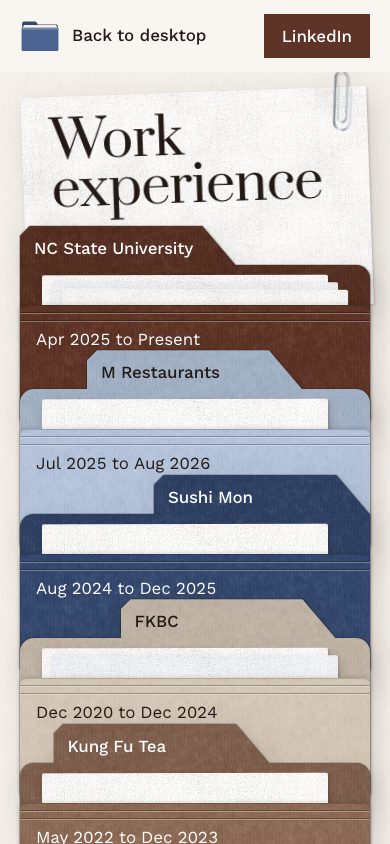 Back to desktop
LinkedIn
Work
experience
NC State University
Apr 2025 to Present
M Restaurants
Jul 2025 to Aug 2026
Sushi Mon
Aug 2024 to Dec 2025
FKBC
Dec 2020 to Dec 2024
Kung Fu Tea
May 2022 to Dec 2023